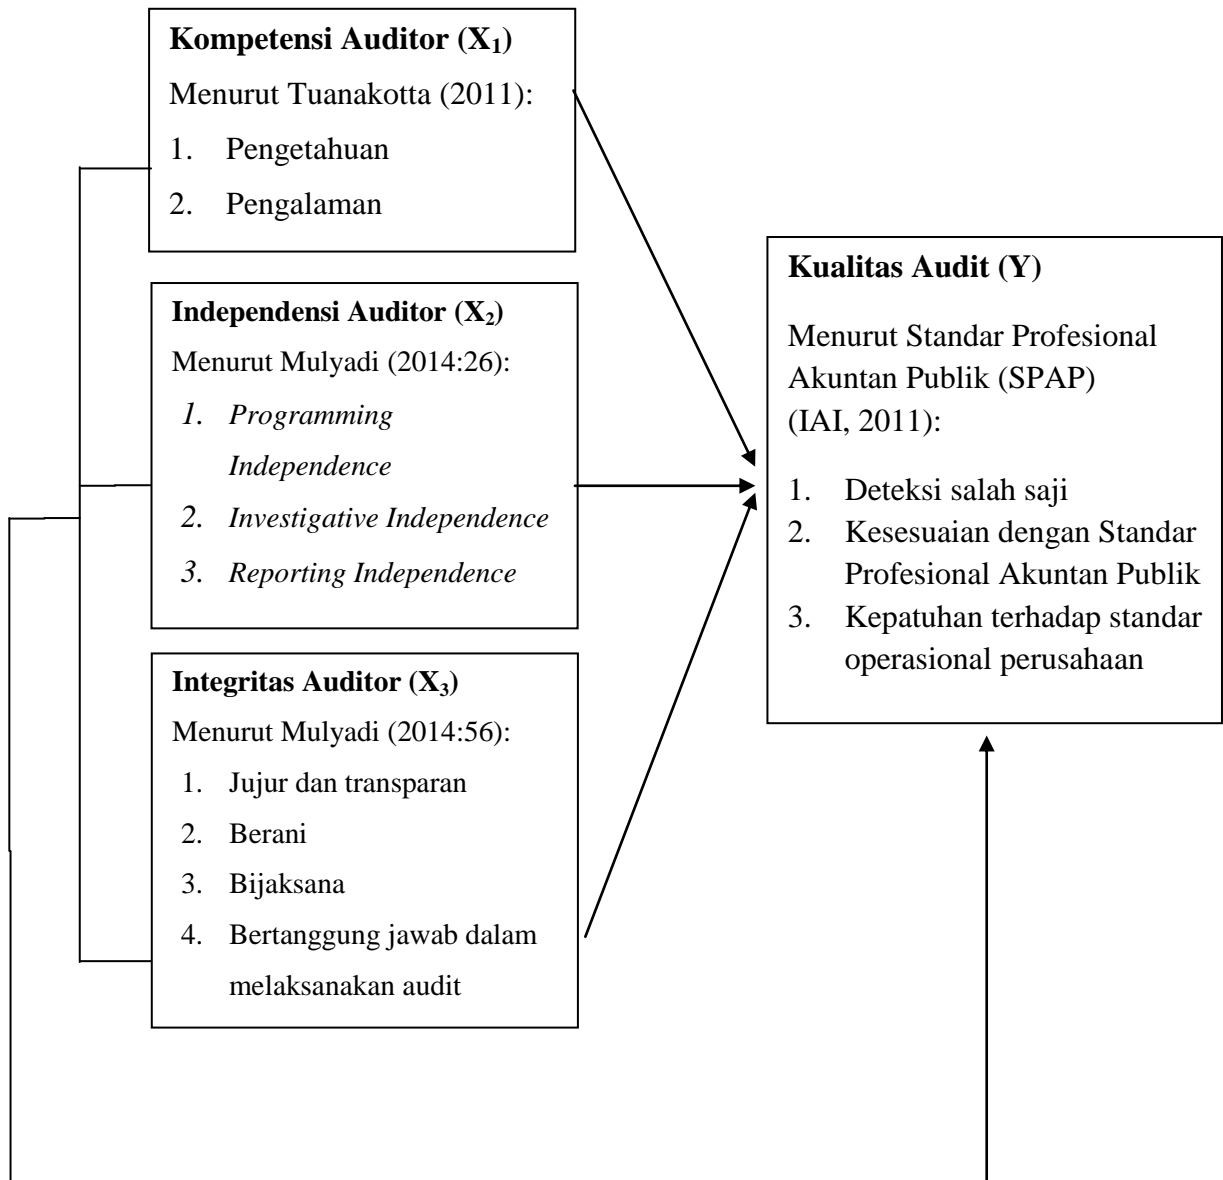 Kompetensi Auditor (X₁)
Menurut Tuanakotta (2011):
1. Pengetahuan
2. Pengalaman
Independensi Auditor (X₂)
Menurut Mulyadi (2014:26):
1. Programming
Independence
2. Investigative Independence
3. Reporting Independence
Integritas Auditor (X₃)
Menurut Mulyadi (2014:56):
1. Jujur dan transparan
2. Berani
3. Bijaksana
4. Bertanggung jawab dalam
melaksanakan audit
Kualitas Audit (Y)
Menurut Standar Profesional
Akuntan Publik (SPAP)
(IAI, 2011):
1. Deteksi salah saji
2. Kesesuaian dengan Standar
Profesional Akuntan Publik
3. Kepatuhan terhadap standar
operasional perusahaan